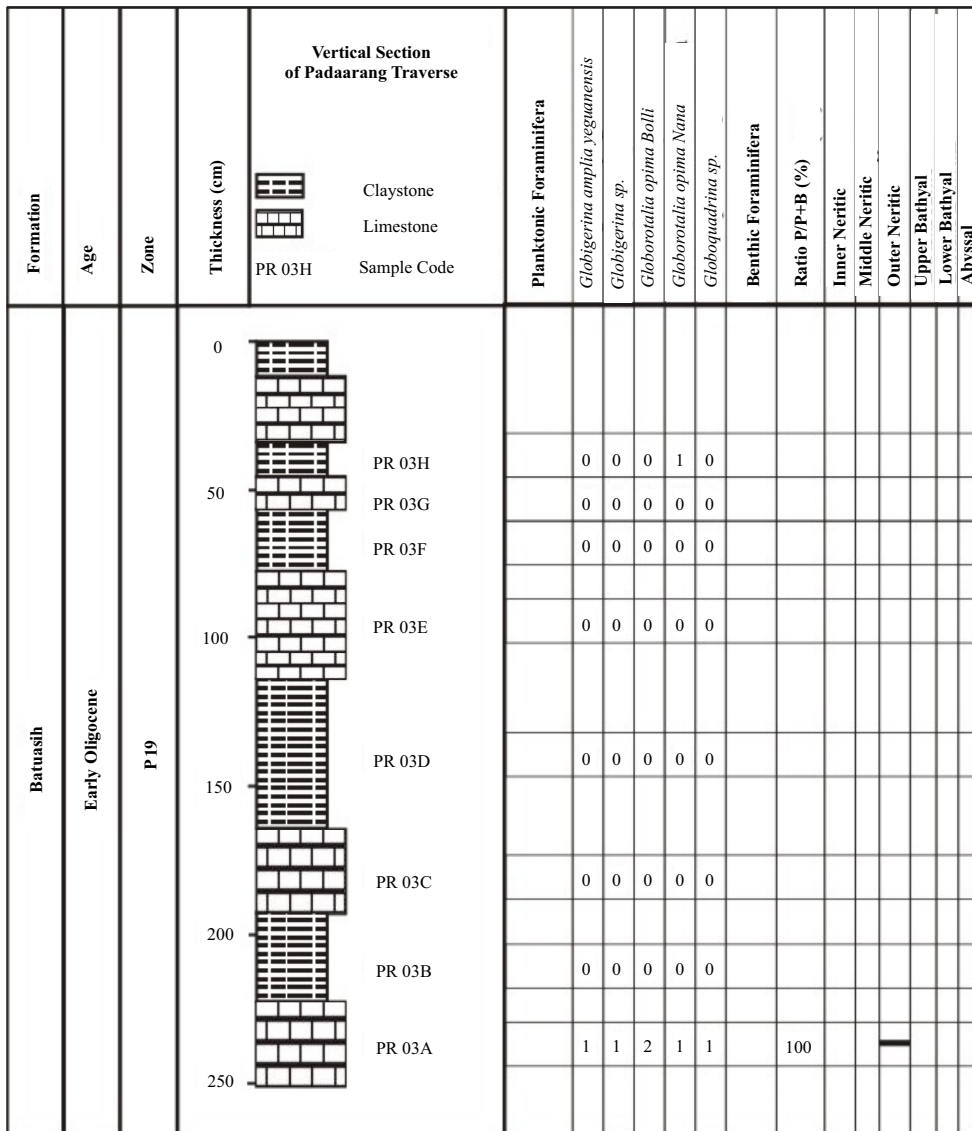 Formation
Age
Zone
Thickness (cm)
Vertical Section
of Padaarang Traverse
Claystone
Limestone
PR 03H Sample Code
Planktonic Foraminifera
Globigerina amplia yeguanensis
Globigerina sp.
Globorotalia opima Bolli
Globorotalia opima Nana
Globoquadrina sp.
Benthic Foraminifera
Ratio P/P+B (%)
Inner Neritic
Middle Neritic
Outer Neritic
Upper Bathyal
Lower Bathyal
Abyssal
Batuasih
Early Oligocene
P19
0
PR 03H 0 0 0 1 0
50
PR 03G 0 0 0 0 0
PR 03F 0 0 0 0 0
PR 03E 0 0 0 0 0
100
PR 03D 0 0 0 0 0
150
PR 03C 0 0 0 0 0
200
PR 03B 0 0 0 0 0
PR 03A 1 1 2 1 1 100
250